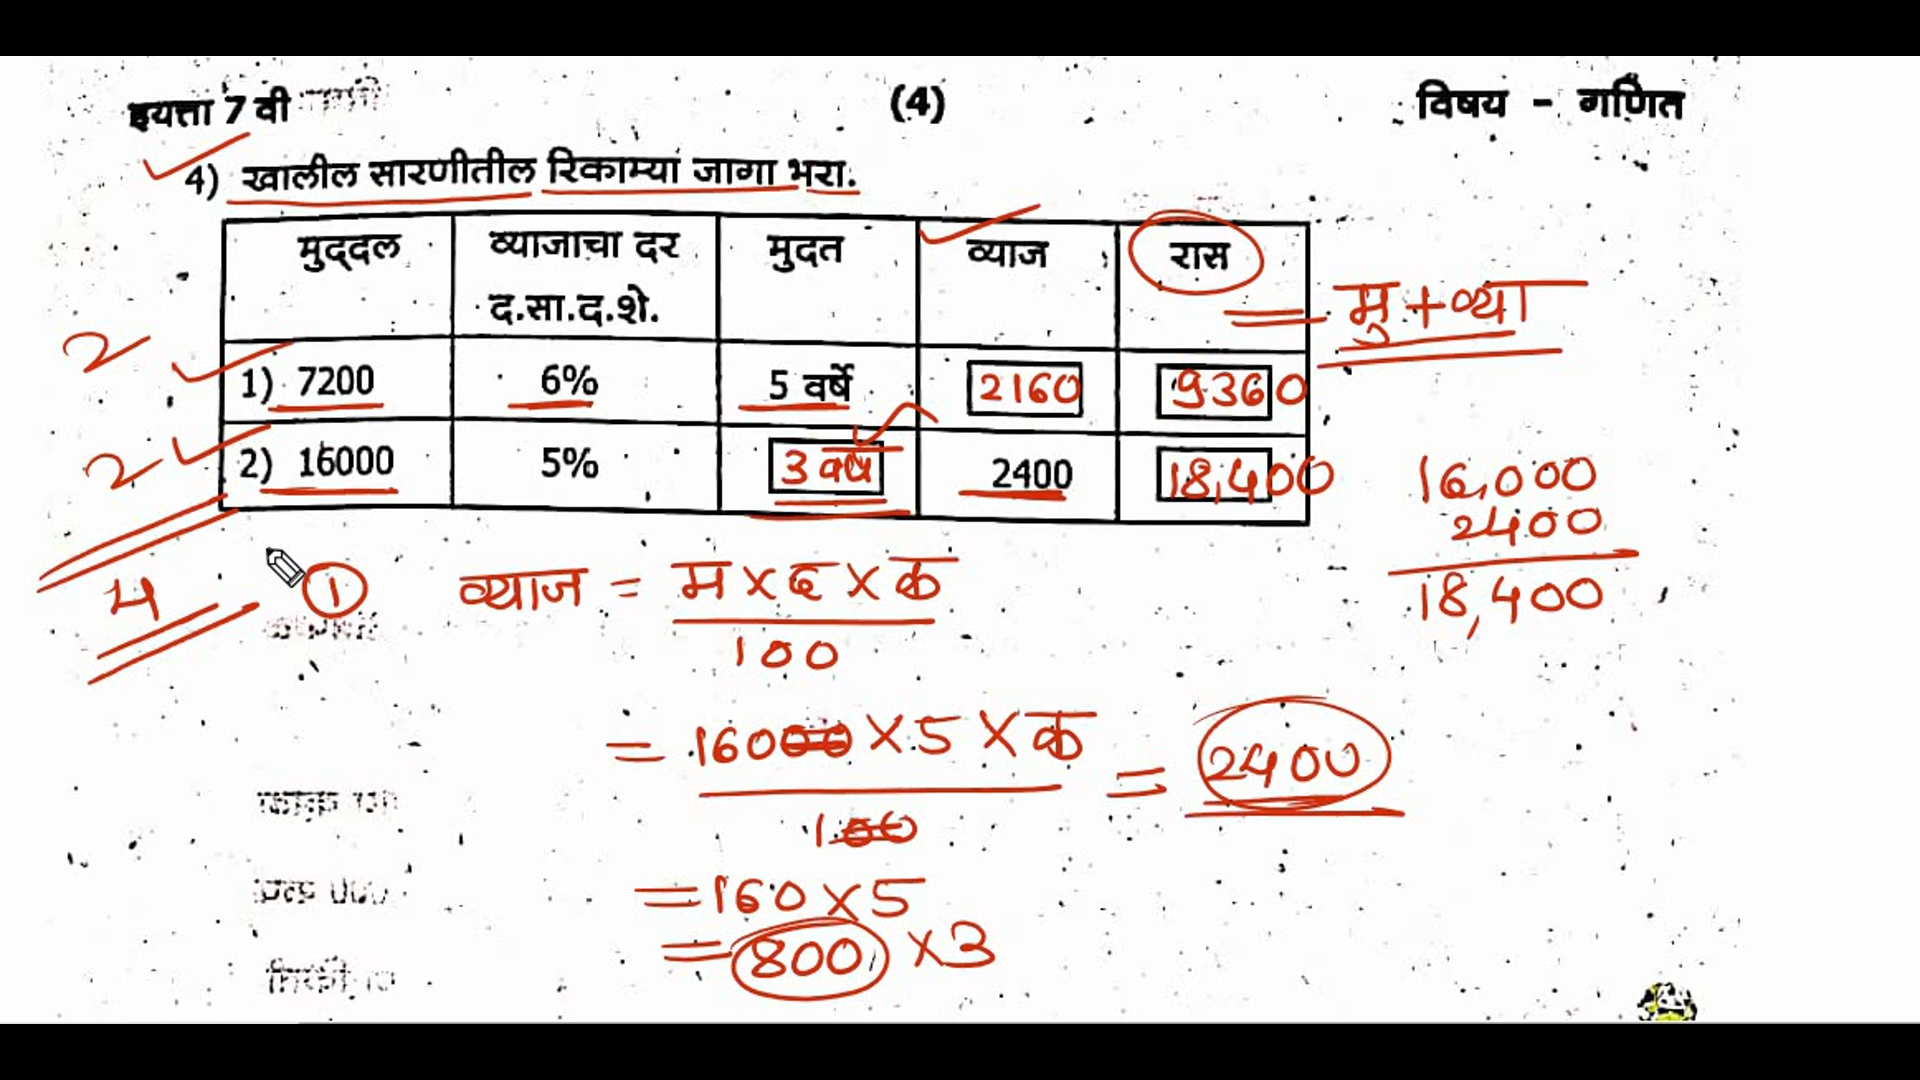 इयत्ता 7 वी (4) विषय - गणित
4) खालील सारणीतील रिकाम्या जागा भरा.
मुद्दल व्याजाचा दर मुदत व्याज रास
द.सा.द.शे.
= मु + व्या
2
1) 7200 6% 5 वर्षे 2160 9360
2
2) 16000 5% 3 वर्षे 2400 18,400
16,000
2400
18,400
4
1 व्याज = म × द × क
100
= 16000 × 5 × क = 2400
100
= 160 × 5
= 800 × 3